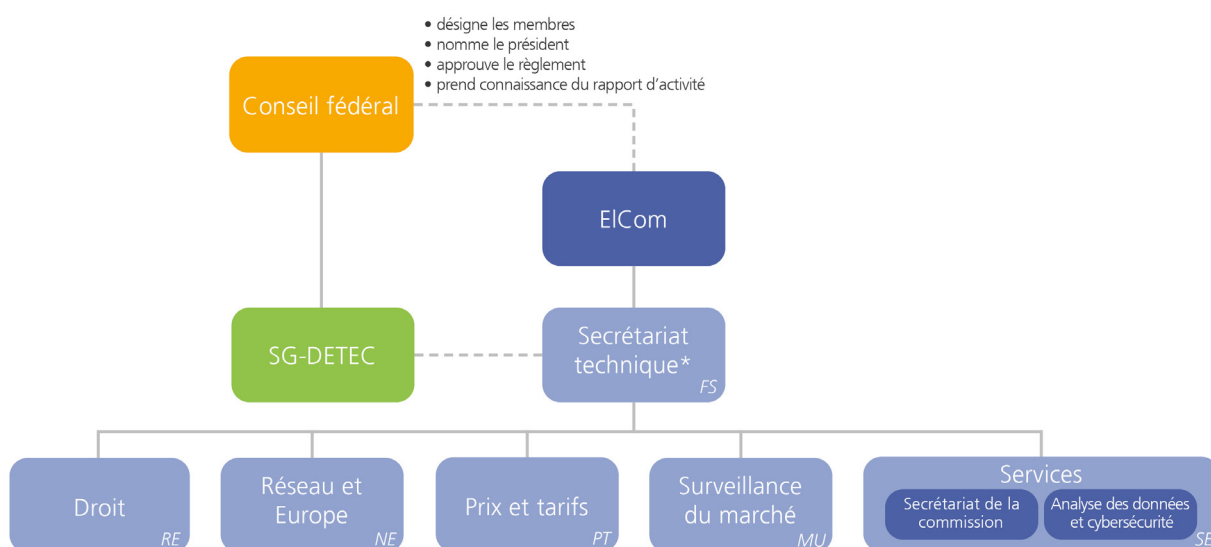 • désigne les membres
• nomme le président
• approuve le règlement
• prend connaissance du rapport d'activité
Conseil fédéral
ElCom
SG-DETEC
Secrétariat
technique*
FS
Droit
RE
Réseau et
Europe
NE
Prix et tarifs
PT
Surveillance
du marché
MU
Services
Secrétariat de la
commission
Analyse des données
et cybersécurité
SE